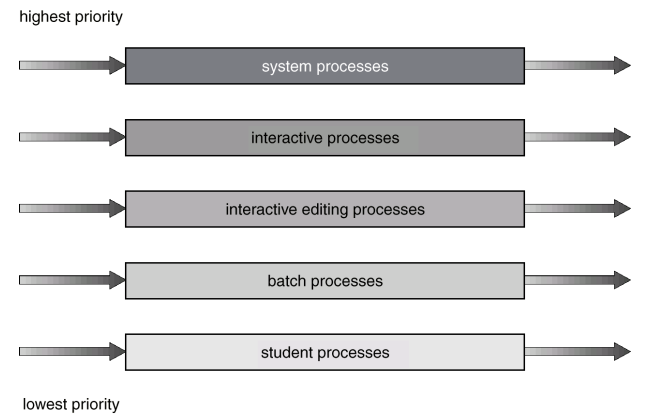 highest priority
system processes
interactive processes
interactive editing processes
batch processes
student processes
lowest priority